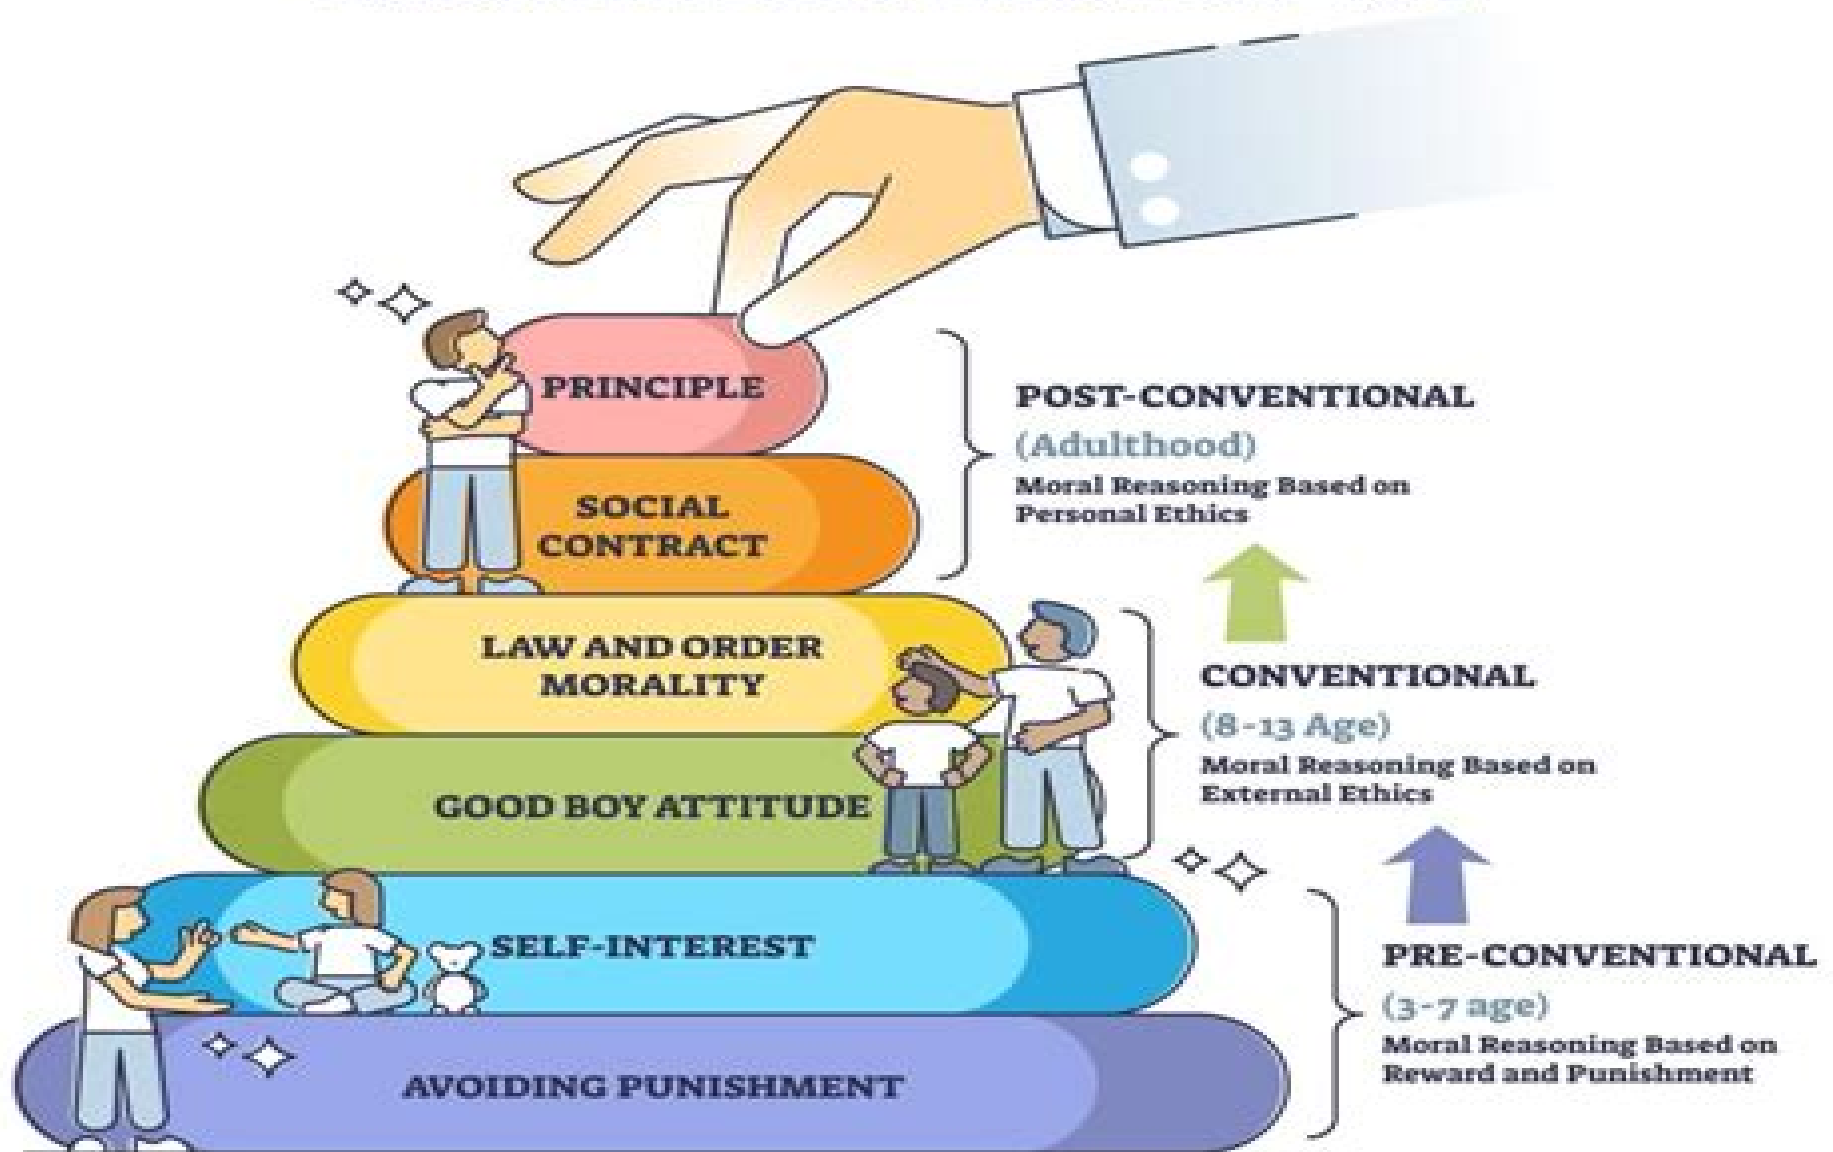 PRINCIPLE
SOCIAL
CONTRACT
LAW AND ORDER
MORALITY
GOOD BOY ATTITUDE
SELF-INTEREST
AVOIDING PUNISHMENT
POST-CONVENTIONAL
(Adulthood)
Moral Reasoning Based on
Personal Ethics
CONVENTIONAL
(8-13 Age)
Moral Reasoning Based on
External Ethics
PRE-CONVENTIONAL
(3-7 age)
Moral Reasoning Based on
Reward and Punishment